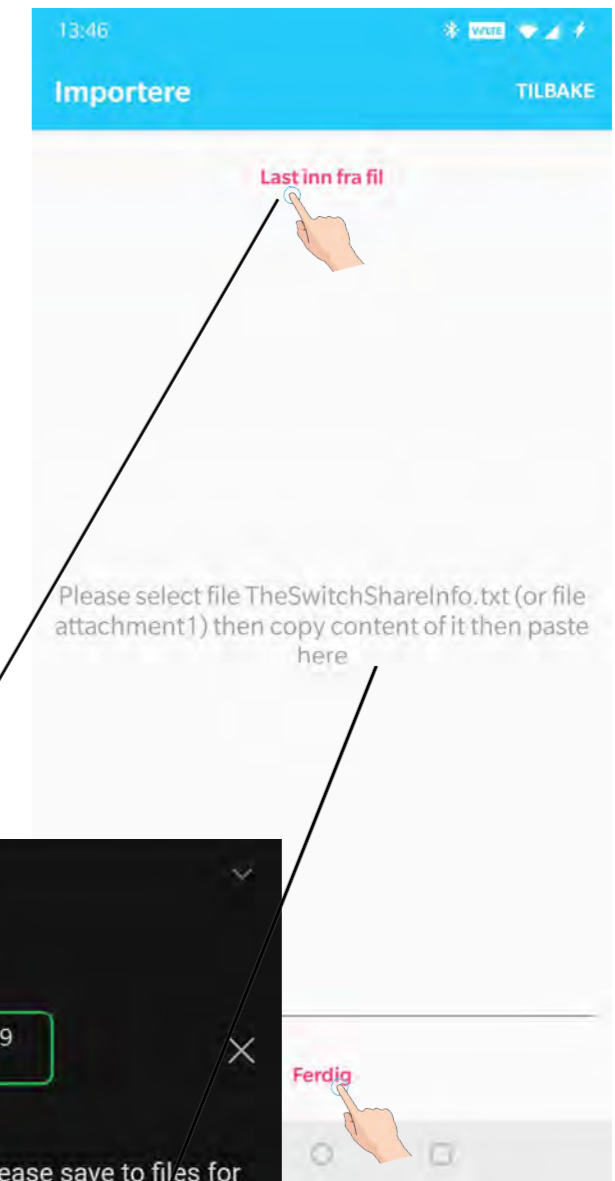 13:46
Importere
TILBAKE
Last inn fra fil
Please select file TheSwitchShareInfo.txt (or file
attachment1) then copy content of it then paste
here
9
Ferdig
ease save to files for